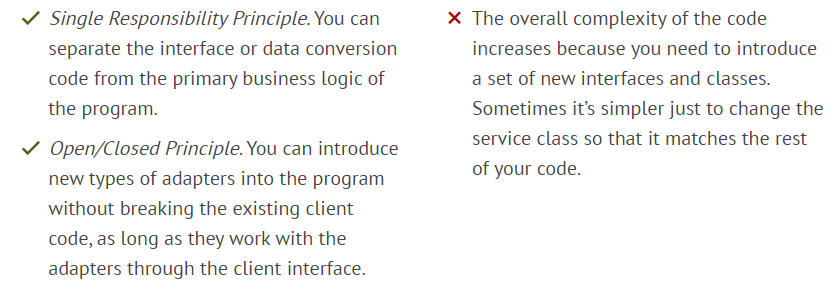 Single Responsibility Principle. You can
separate the interface or data conversion
code from the primary business logic of
the program.
Open/Closed Principle. You can introduce
new types of adapters into the program
without breaking the existing client
code, as long as they work with the
adapters through the client interface.
The overall complexity of the code
increases because you need to introduce
a set of new interfaces and classes.
Sometimes it’s simpler just to change the
service class so that it matches the rest
of your code.